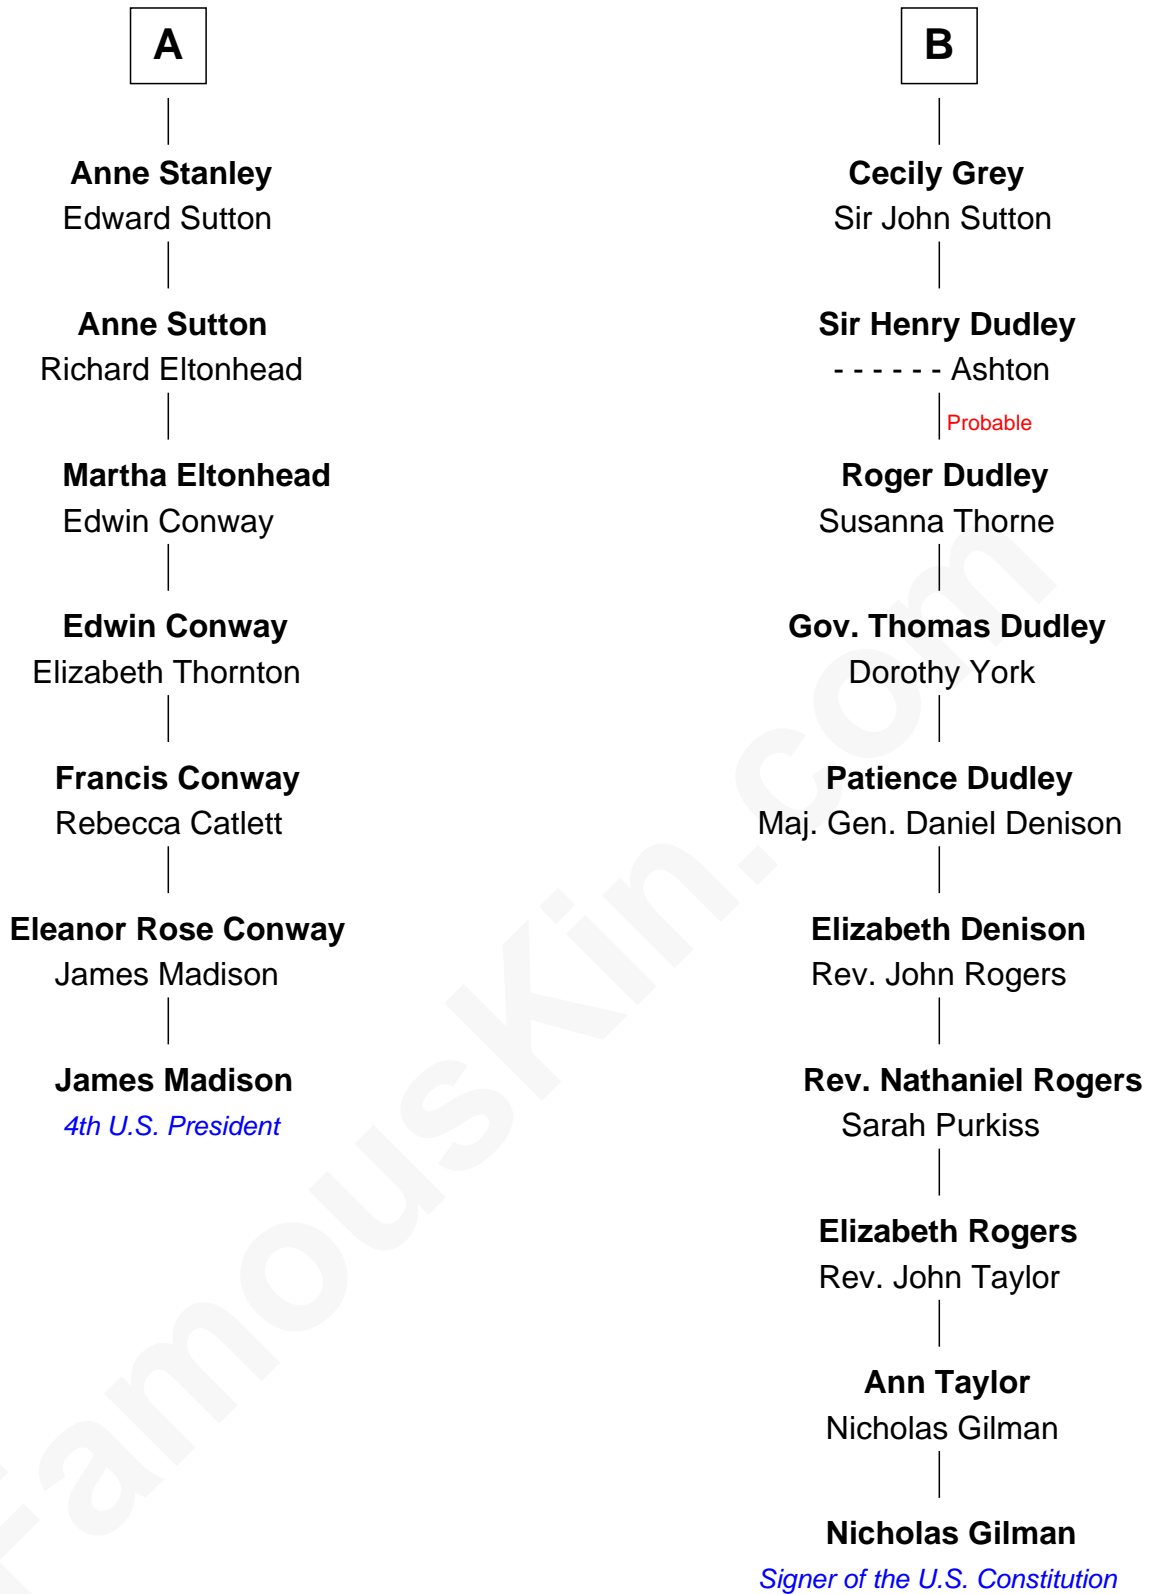 A
Anne Stanley
Edward Sutton
Anne Sutton
Richard Eltonhead
Martha Eltonhead
Edwin Conway
Edwin Conway
Elizabeth Thornton
Francis Conway
Rebecca Catlett
Eleanor Rose Conway
James Madison
James Madison
4th U.S. President
B
Cecily Grey
Sir John Sutton
Sir Henry Dudley
- - - - - - Ashton
Probable
Roger Dudley
Susanna Thorne
Gov. Thomas Dudley
Dorothy York
Patience Dudley
Maj. Gen. Daniel Denison
Elizabeth Denison
Rev. John Rogers
Rev. Nathaniel Rogers
Sarah Purkiss
Elizabeth Rogers
Rev. John Taylor
Ann Taylor
Nicholas Gilman
Nicholas Gilman
Signer of the U.S. Constitution
FamousKin.com